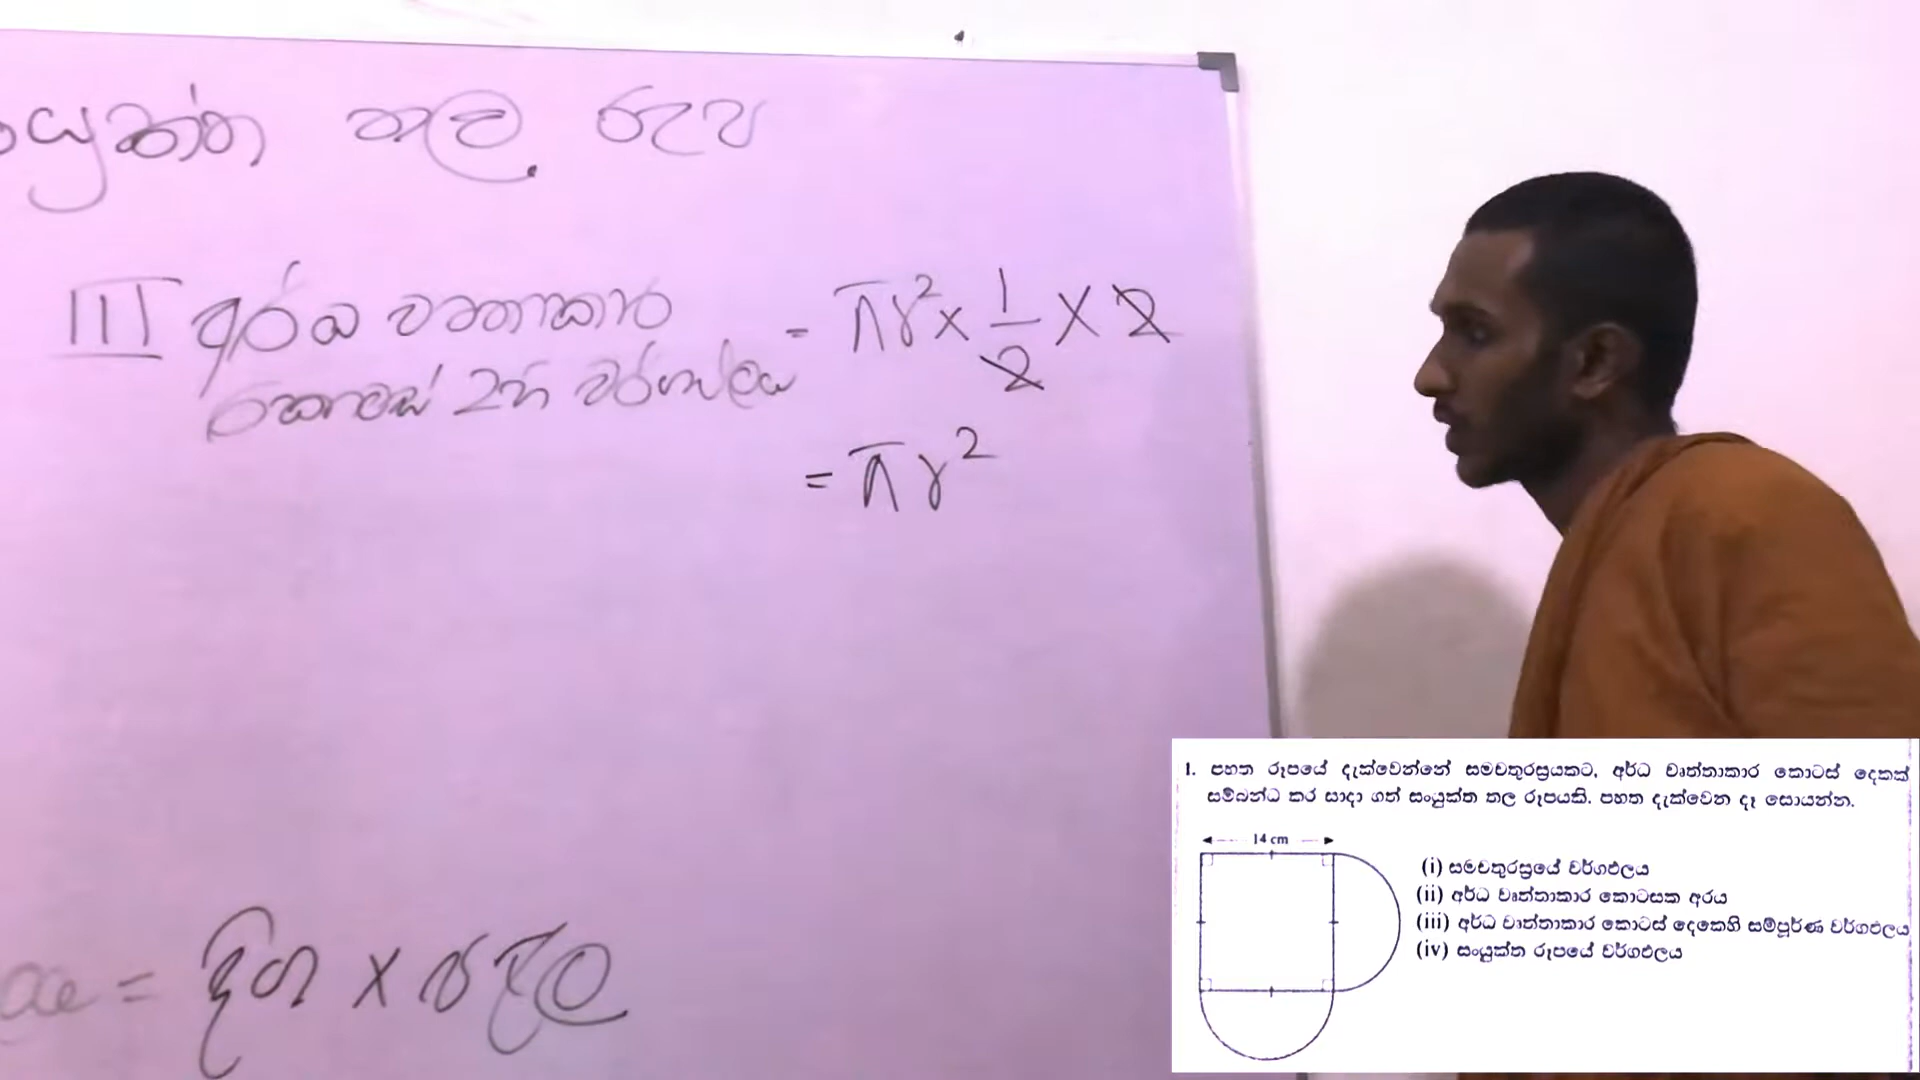 යුක්ත තල රූප
III අර්ධ වෘත්තාකාර
කොටස් 2හි වර්ගඵලය = πr² × 1/2 × 2
= πr²
= දිග × පළල
1. පහත රූපයේ දැක්වෙන්නේ සමචතුරස්‍රයකට, අර්ධ වෘත්තාකාර කොටස් දෙකක්
සම්බන්ධ කර සාදා ගත් සංයුක්ත තල රූපයකි. පහත දැක්වෙන දෑ සොයන්න.
14 cm
(i) සමචතුරස්‍රයේ වර්ගඵලය
(ii) අර්ධ වෘත්තාකාර කොටසක අරය
(iii) අර්ධ වෘත්තාකාර කොටස් දෙකෙහි සම්පූර්ණ වර්ගඵලය
(iv) සංයුක්ත රූපයේ වර්ගඵලය